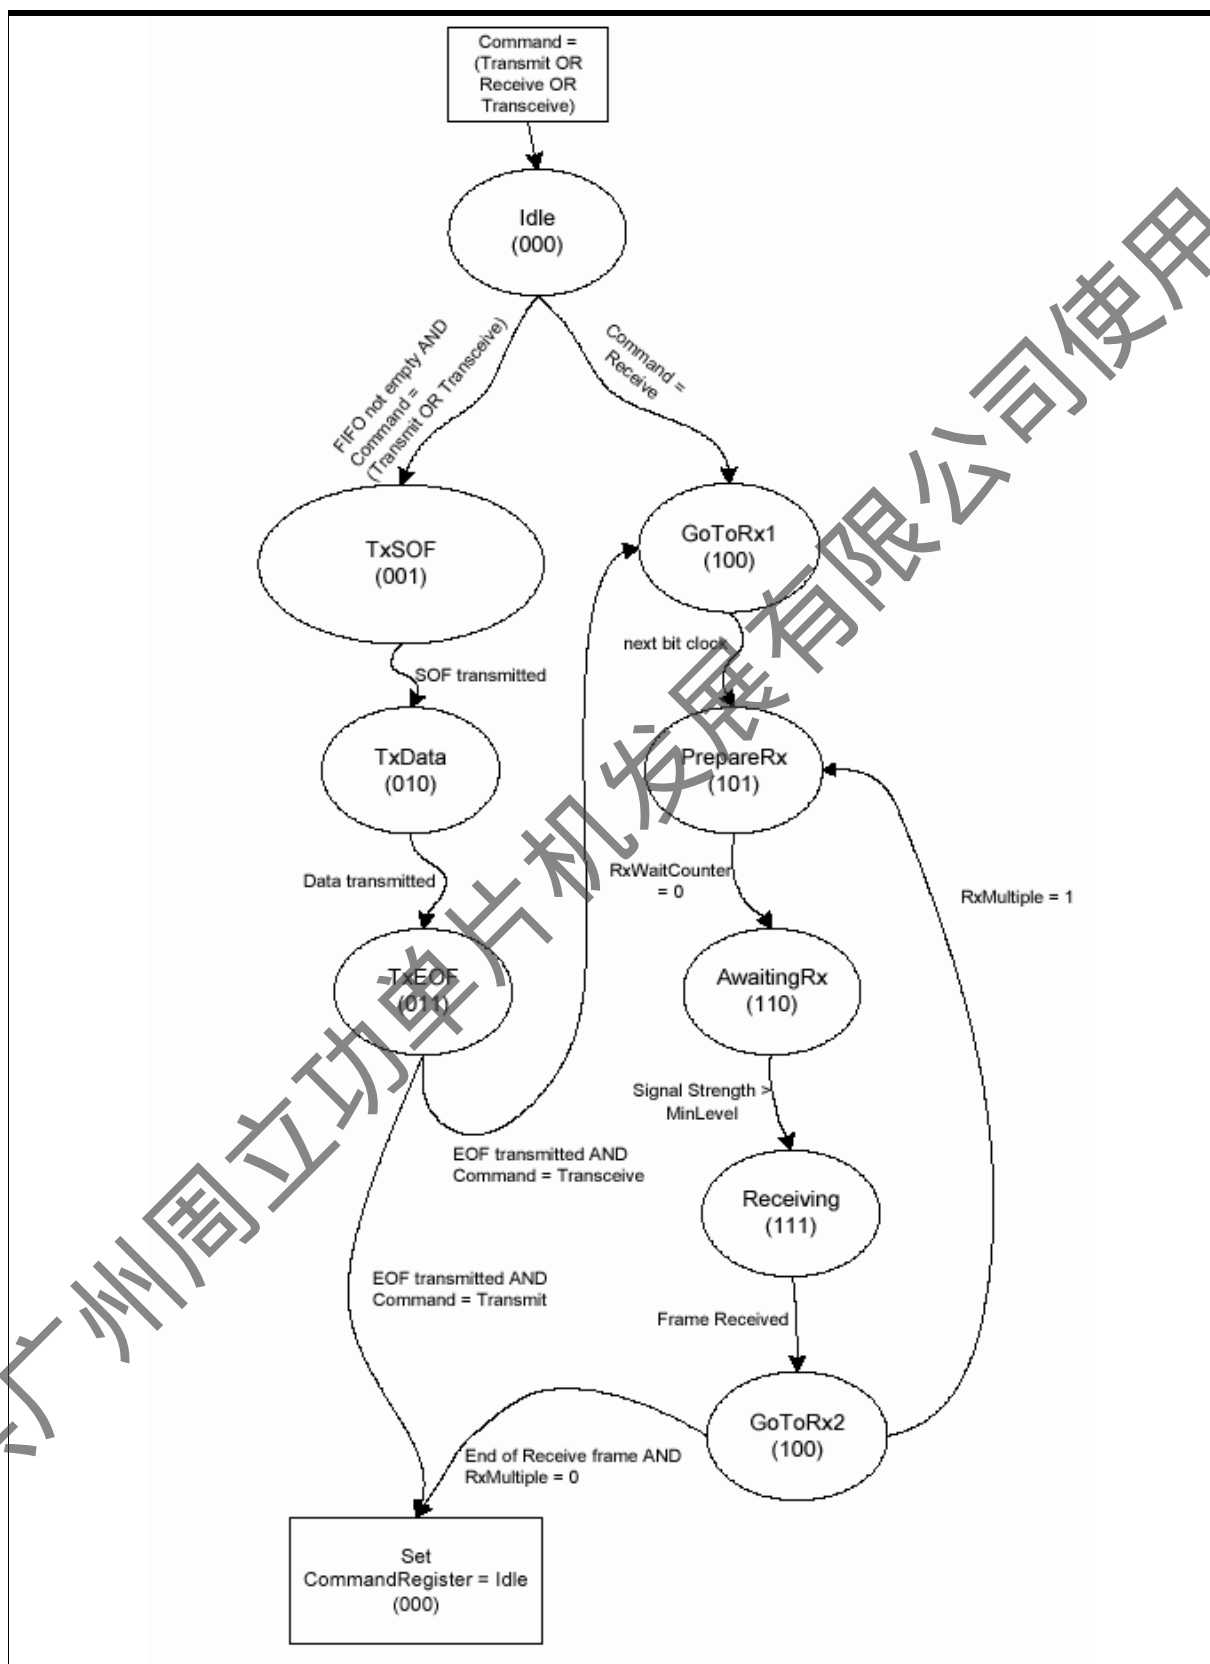 Command =
(Transmit OR
Receive OR
Transceive)
Idle
(000)
FIFO not empty AND
Command =
(Transmit OR Transceive)
Command =
Receive
TxSOF
(001)
GoToRx1
(100)
next bit clock
SOF transmitted
TxData
(010)
PrepareRx
(101)
Data transmitted
RxWaitCounter
= 0
RxMultiple = 1
TxEOF
(011)
AwaitingRx
(110)
Signal Strength >
MinLevel
EOF transmitted AND
Command = Transceive
Receiving
(111)
EOF transmitted AND
Command = Transmit
Frame Received
GoToRx2
(100)
End of Receive frame AND
RxMultiple = 0
Set
CommandRegister = Idle
(000)
广州周立功单片机发展有限公司使用